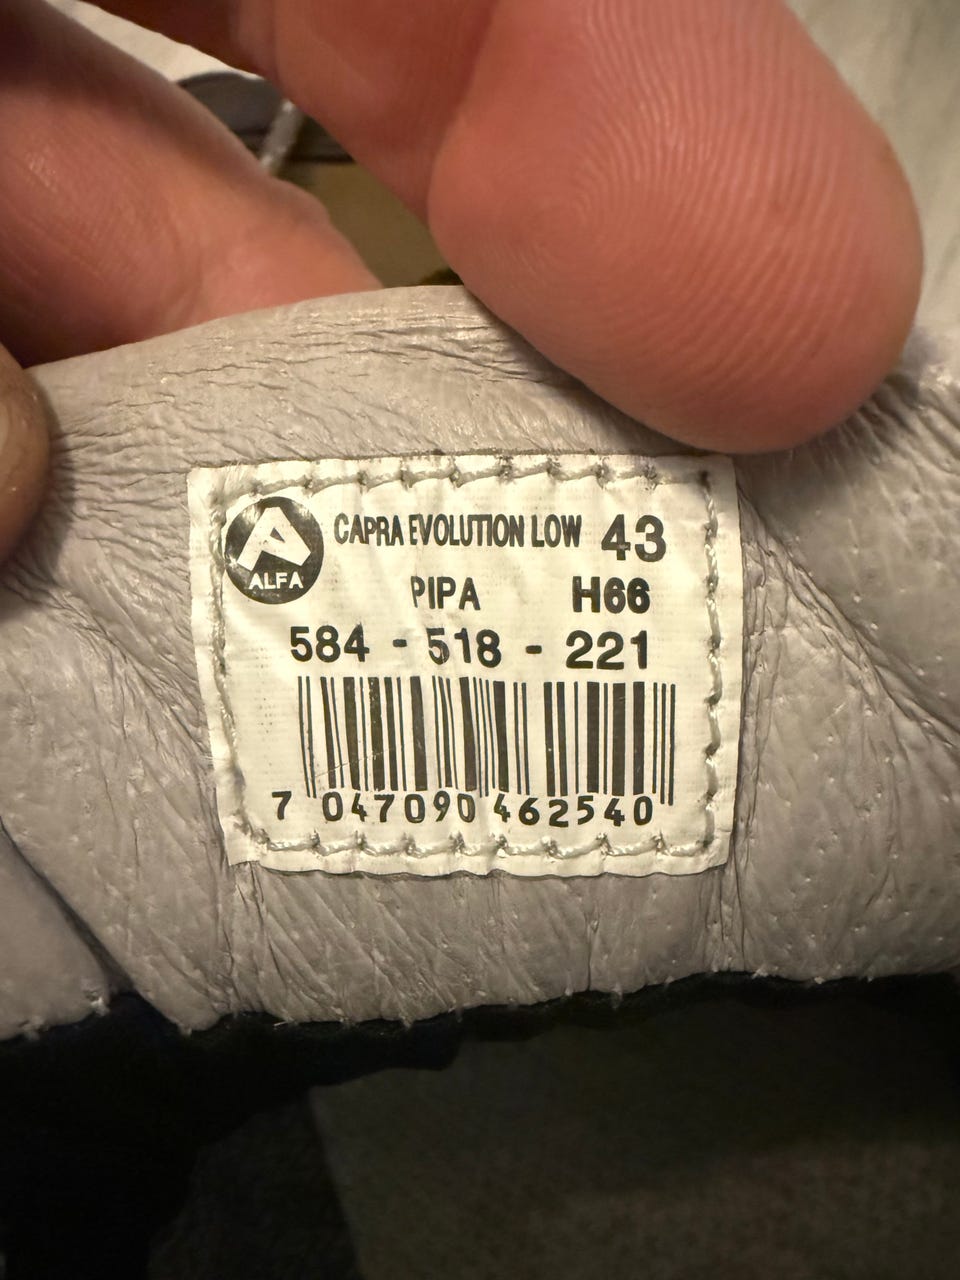 ALFA
CAPRA EVOLUTION LOW 43
PIPA H66
584 - 518 - 221
7 047090 462540